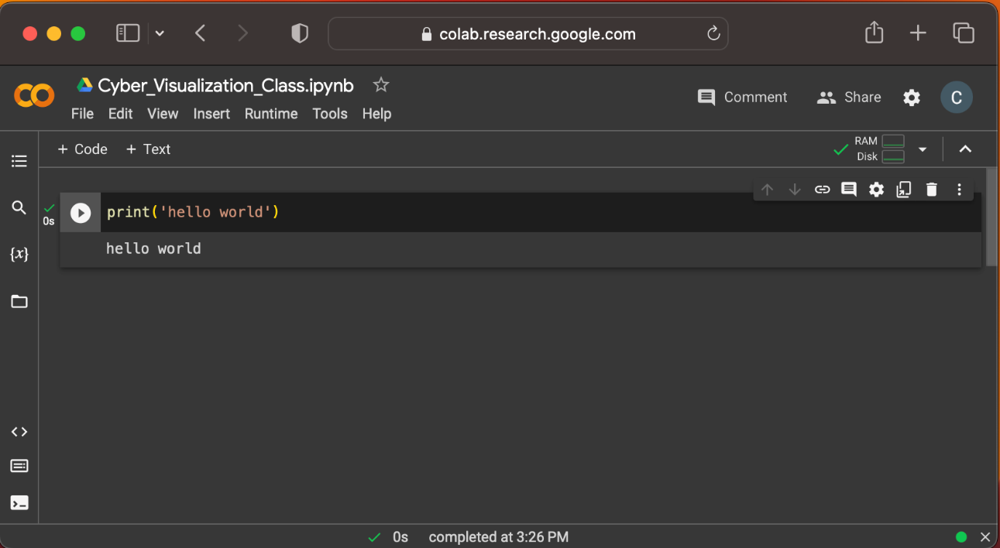 colab.research.google.com
Cyber_Visualization_Class.ipynb
Comment
Share
C
File Edit View Insert Runtime Tools Help
+ Code + Text
RAM
Disk
0s
print('hello world')
hello world
{x}
0s completed at 3:26 PM